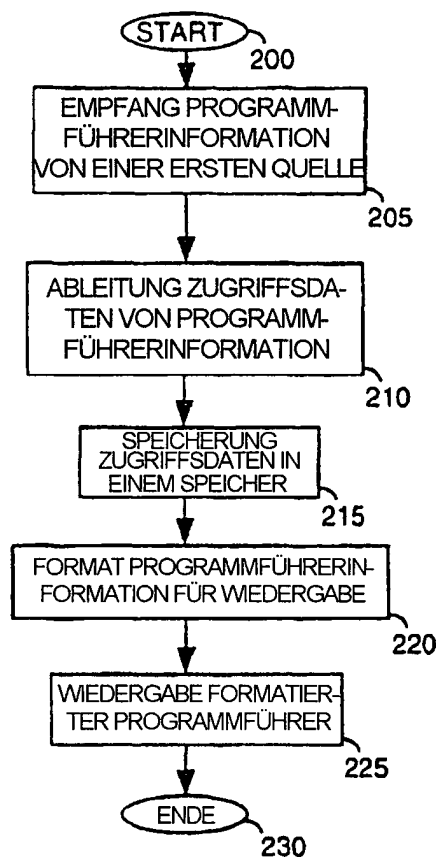 START
200
EMPFANG PROGRAMM-
FÜHRERINFORMATION
VON EINER ERSTEN QUELLE
205
ABLEITUNG ZUGRIFFSDA-
TEN VON PROGRAMM-
FÜHRERINFORMATION
210
SPEICHERUNG
ZUGRIFFSDATEN IN
EINEM SPEICHER
215
FORMAT PROGRAMMFÜHRERIN-
FORMATION FÜR WIEDERGABE
220
WIEDERGABE FORMATIER-
TER PROGRAMMFÜHRER
225
ENDE
230